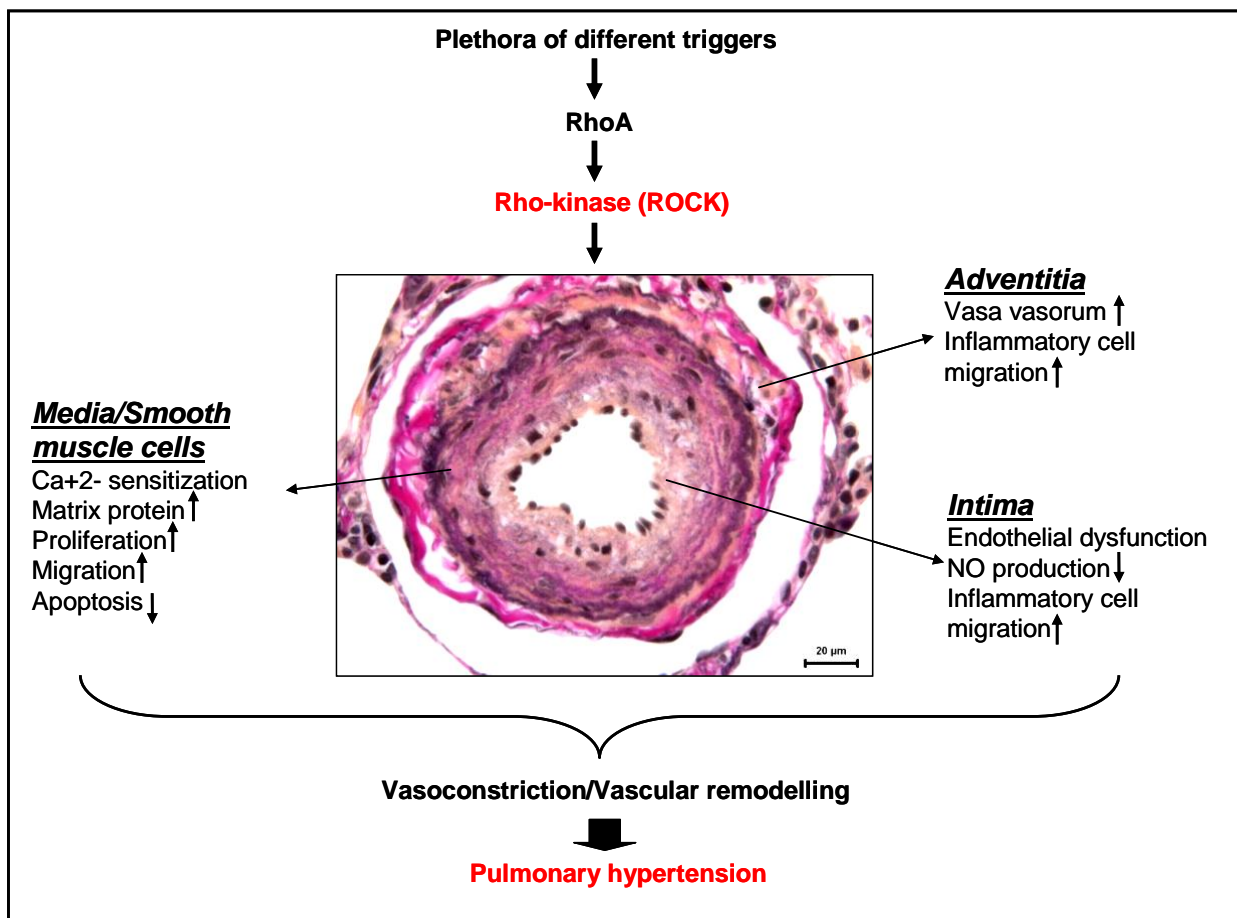 Plethora of different triggers
RhoA
Rho-kinase (ROCK)
Media/Smooth
muscle cells
Ca+2- sensitization
Matrix protein↑
Proliferation↑
Migration↑
Apoptosis↓
Adventitia
Vasa vasorum↑
Inflammatory cell
migration↑
Intima
Endothelial dysfunction
NO production↓
Inflammatory cell
migration↑
20 µm
Vasoconstriction/Vascular remodelling
Pulmonary hypertension